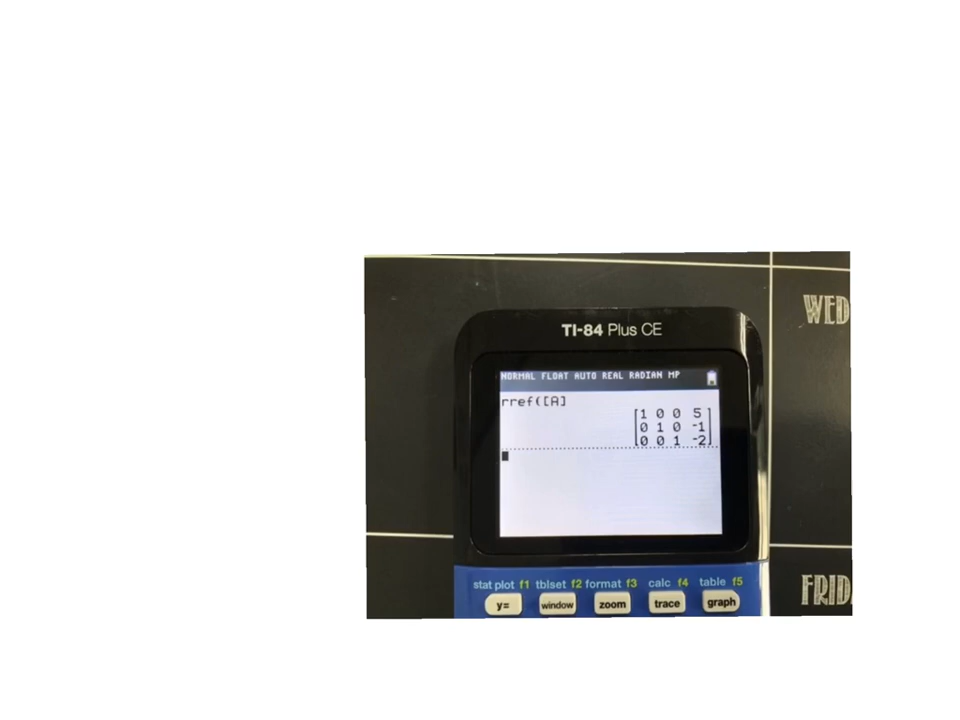 WED
TI-84 Plus CE
NORMAL FLOAT AUTO REAL RADIAN MP
rref([A]
[1 0 0 5]
[0 1 0 -1]
[0 0 1 -2]
stat plot f1 tblset f2 format f3 calc f4 table f5
y= window zoom trace graph
FRID